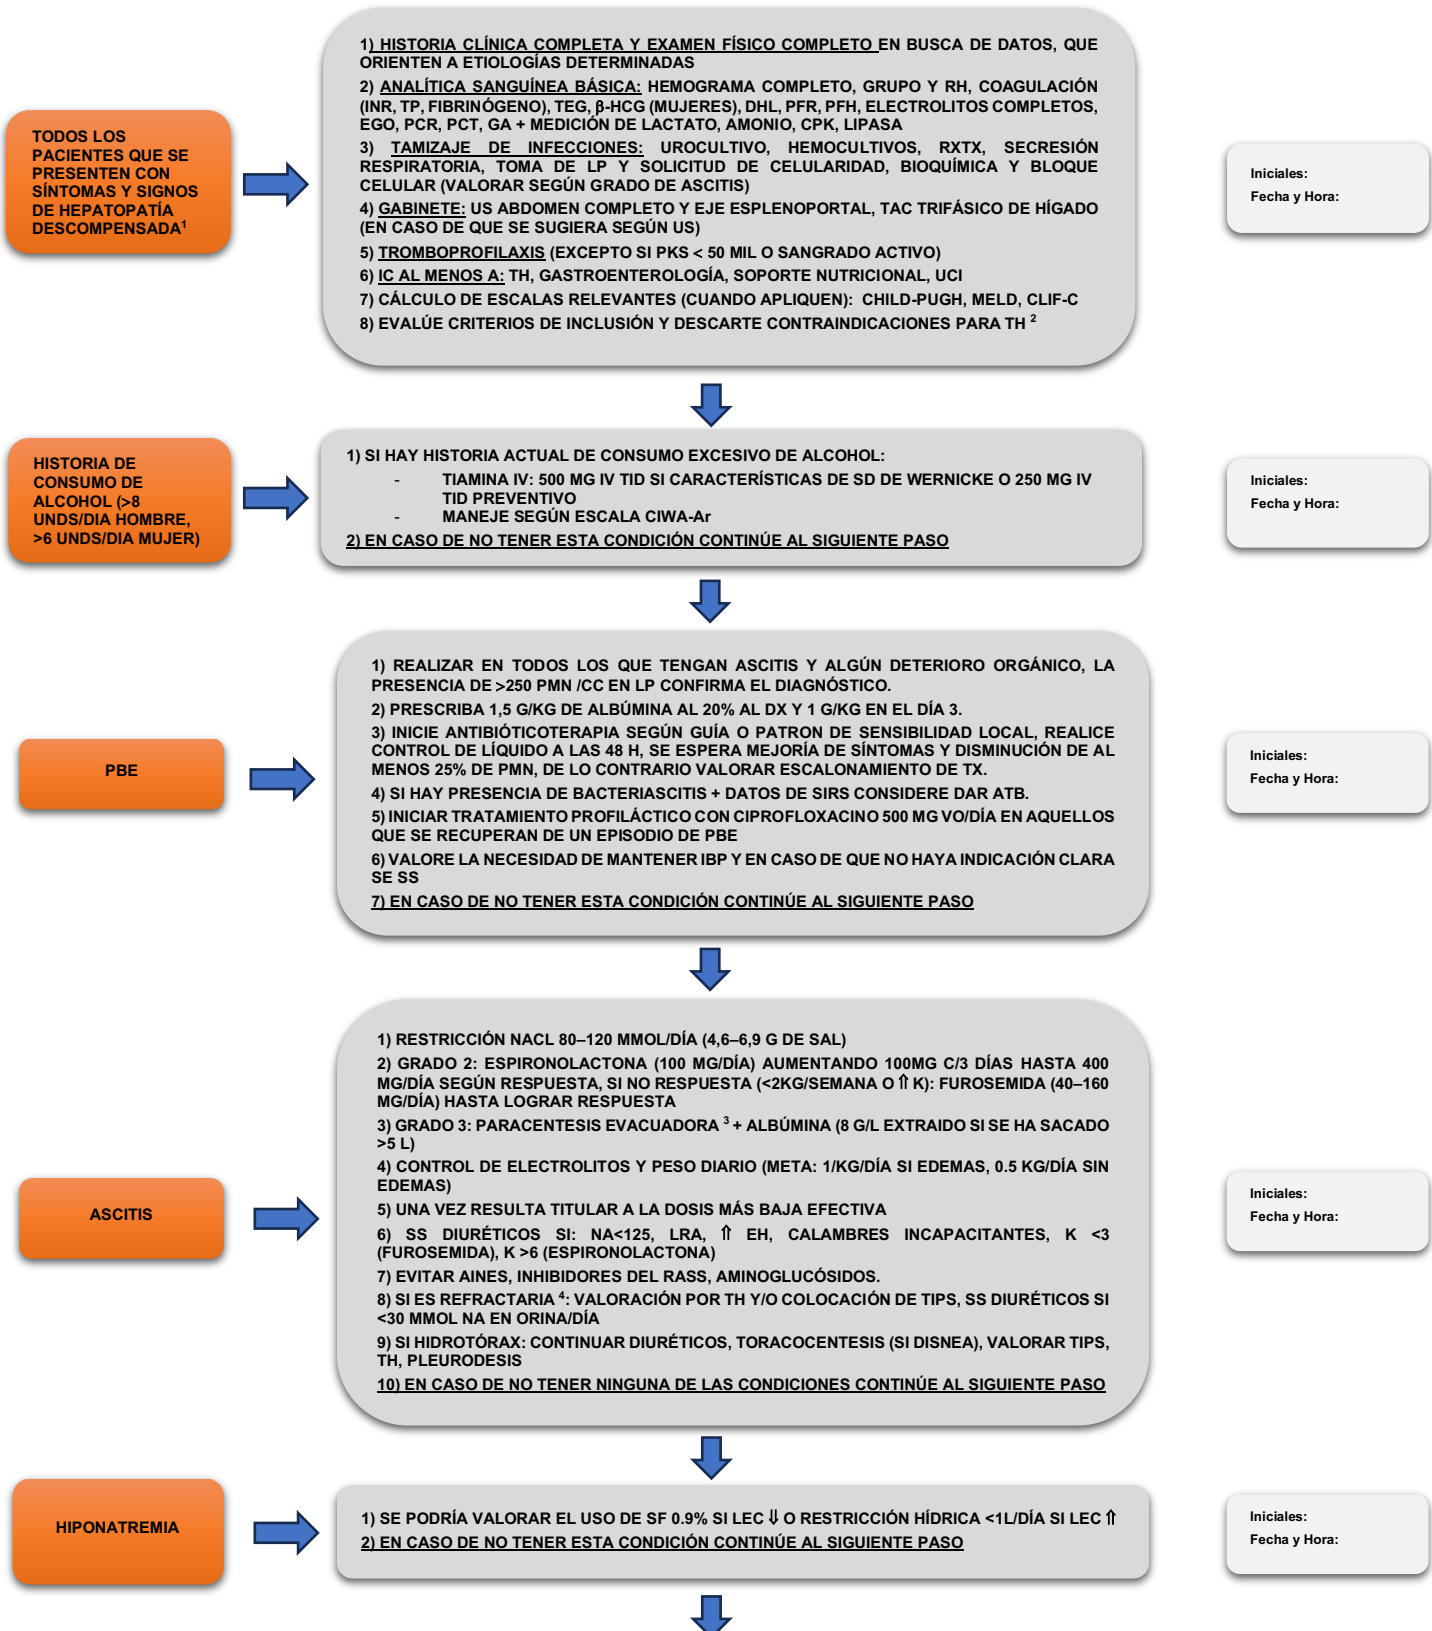 1) HISTORIA CLÍNICA COMPLETA Y EXAMEN FÍSICO COMPLETO EN BUSCA DE DATOS, QUE
ORIENTEN A ETIOLOGÍAS DETERMINADAS
2) ANALÍTICA SANGUÍNEA BÁSICA: HEMOGRAMA COMPLETO, GRUPO Y RH, COAGULACIÓN
(INR, TP, FIBRINÓGENO), TEG, β-HCG (MUJERES), DHL, PFR, PFH, ELECTROLITOS COMPLETOS,
EGO, PCR, PCT, GA + MEDICIÓN DE LACTATO, AMONIO, CPK, LIPASA
3) TAMIZAJE DE INFECCIONES: UROCULTIVO, HEMOCULTIVOS, RXTX, SECRESIÓN
RESPIRATORIA, TOMA DE LP Y SOLICITUD DE CELULARIDAD, BIOQUÍMICA Y BLOQUE
CELULAR (VALORAR SEGÚN GRADO DE ASCITIS)
4) GABINETE: US ABDOMEN COMPLETO Y EJE ESPLENOPORTAL, TAC TRIFÁSICO DE HÍGADO
(EN CASO DE QUE SE SUGIERA SEGÚN US)
5) TROMBOPROFILAXIS (EXCEPTO SI PKS < 50 MIL O SANGRADO ACTIVO)
6) IC AL MENOS A: TH, GASTROENTEROLOGÍA, SOPORTE NUTRICIONAL, UCI
7) CÁLCULO DE ESCALAS RELEVANTES (CUANDO APLIQUEN): CHILD-PUGH, MELD, CLIF-C
8) EVALÚE CRITERIOS DE INCLUSIÓN Y DESCARTE CONTRAINDICACIONES PARA TH 2
TODOS LOS
PACIENTES QUE SE
PRESENTEN CON
SÍNTOMAS Y SIGNOS
DE HEPATOPATÍA
DESCOMPENSADA1
Iniciales:
Fecha y Hora:
HISTORIA DE
CONSUMO DE
ALCOHOL (>8
UNDS/DIA HOMBRE,
>6 UNDS/DIA MUJER)
1) SI HAY HISTORIA ACTUAL DE CONSUMO EXCESIVO DE ALCOHOL:
- TIAMINA IV: 500 MG IV TID SI CARACTERÍSTICAS DE SD DE WERNICKE O 250 MG IV
TID PREVENTIVO
- MANEJE SEGÚN ESCALA CIWA-Ar
2) EN CASO DE NO TENER ESTA CONDICIÓN CONTINÚE AL SIGUIENTE PASO
Iniciales:
Fecha y Hora:
PBE
1) REALIZAR EN TODOS LOS QUE TENGAN ASCITIS Y ALGÚN DETERIORO ORGÁNICO, LA
PRESENCIA DE >250 PMN /CC EN LP CONFIRMA EL DIAGNÓSTICO.
2) PRESCRIBA 1,5 G/KG DE ALBÚMINA AL 20% AL DX Y 1 G/KG EN EL DÍA 3.
3) INICIE ANTIBIÓTICOTERAPIA SEGÚN GUÍA O PATRON DE SENSIBILIDAD LOCAL, REALICE
CONTROL DE LÍQUIDO A LAS 48 H, SE ESPERA MEJORÍA DE SÍNTOMAS Y DISMINUCIÓN DE AL
MENOS 25% DE PMN, DE LO CONTRARIO VALORAR ESCALONAMIENTO DE TX.
4) SI HAY PRESENCIA DE BACTERIASCITIS + DATOS DE SIRS CONSIDERE DAR ATB.
5) INICIAR TRATAMIENTO PROFILÁCTICO CON CIPROFLOXACINO 500 MG VO/DÍA EN AQUELLOS
QUE SE RECUPERAN DE UN EPISODIO DE PBE
6) VALORE LA NECESIDAD DE MANTENER IBP Y EN CASO DE QUE NO HAYA INDICACIÓN CLARA
SE SS
7) EN CASO DE NO TENER ESTA CONDICIÓN CONTINÚE AL SIGUIENTE PASO
Iniciales:
Fecha y Hora:
ASCITIS
1) RESTRICCIÓN NACL 80–120 MMOL/DÍA (4,6–6,9 G DE SAL)
2) GRADO 2: ESPIRONOLACTONA (100 MG/DÍA) AUMENTANDO 100MG C/3 DÍAS HASTA 400
MG/DÍA SEGÚN RESPUESTA, SI NO RESPUESTA (<2KG/SEMANA O ⇑ K): FUROSEMIDA (40–160
MG/DÍA) HASTA LOGRAR RESPUESTA
3) GRADO 3: PARACENTESIS EVACUADORA 3 + ALBÚMINA (8 G/L EXTRAIDO SI SE HA SACADO
>5 L)
4) CONTROL DE ELECTROLITOS Y PESO DIARIO (META: 1/KG/DÍA SI EDEMAS, 0.5 KG/DÍA SIN
EDEMAS)
5) UNA VEZ RESULTA TITULAR A LA DOSIS MÁS BAJA EFECTIVA
6) SS DIURÉTICOS SI: NA<125, LRA, ⇑ EH, CALAMBRES INCAPACITANTES, K <3
(FUROSEMIDA), K >6 (ESPIRONOLACTONA)
7) EVITAR AINES, INHIBIDORES DEL RASS, AMINOGLUCÓSIDOS.
8) SI ES REFRACTARIA 4: VALORACIÓN POR TH Y/O COLOCACIÓN DE TIPS, SS DIURÉTICOS SI
<30 MMOL NA EN ORINA/DÍA
9) SI HIDROTÓRAX: CONTINUAR DIURÉTICOS, TORACOCENTESIS (SI DISNEA), VALORAR TIPS,
TH, PLEURODESIS
10) EN CASO DE NO TENER NINGUNA DE LAS CONDICIONES CONTINÚE AL SIGUIENTE PASO
Iniciales:
Fecha y Hora:
HIPONATREMIA
1) SE PODRÍA VALORAR EL USO DE SF 0.9% SI LEC ⇓ O RESTRICCIÓN HÍDRICA <1L/DÍA SI LEC ⇑
2) EN CASO DE NO TENER ESTA CONDICIÓN CONTINÚE AL SIGUIENTE PASO
Iniciales:
Fecha y Hora: